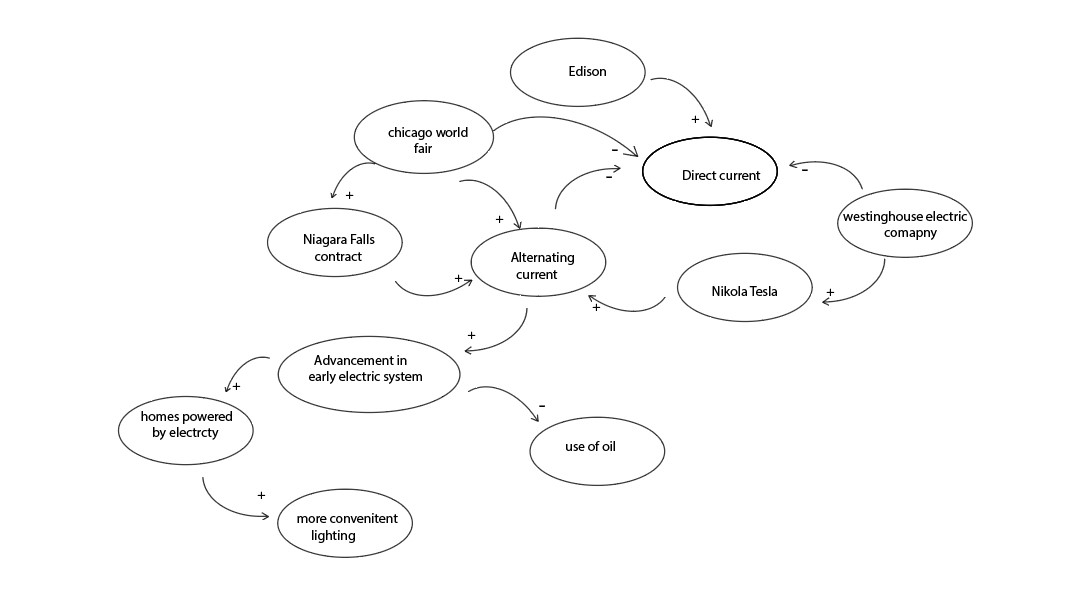 Edison
+
chicago world
fair
-
-
Direct current
-
+
westinghouse electric
comapny
Niagara Falls
contract
+
Alternating
current
+
Nikola Tesla
+
+
+
Advancement in
early electric system
+
homes powered
by electrcty
-
use of oil
+
more convenitent
lighting